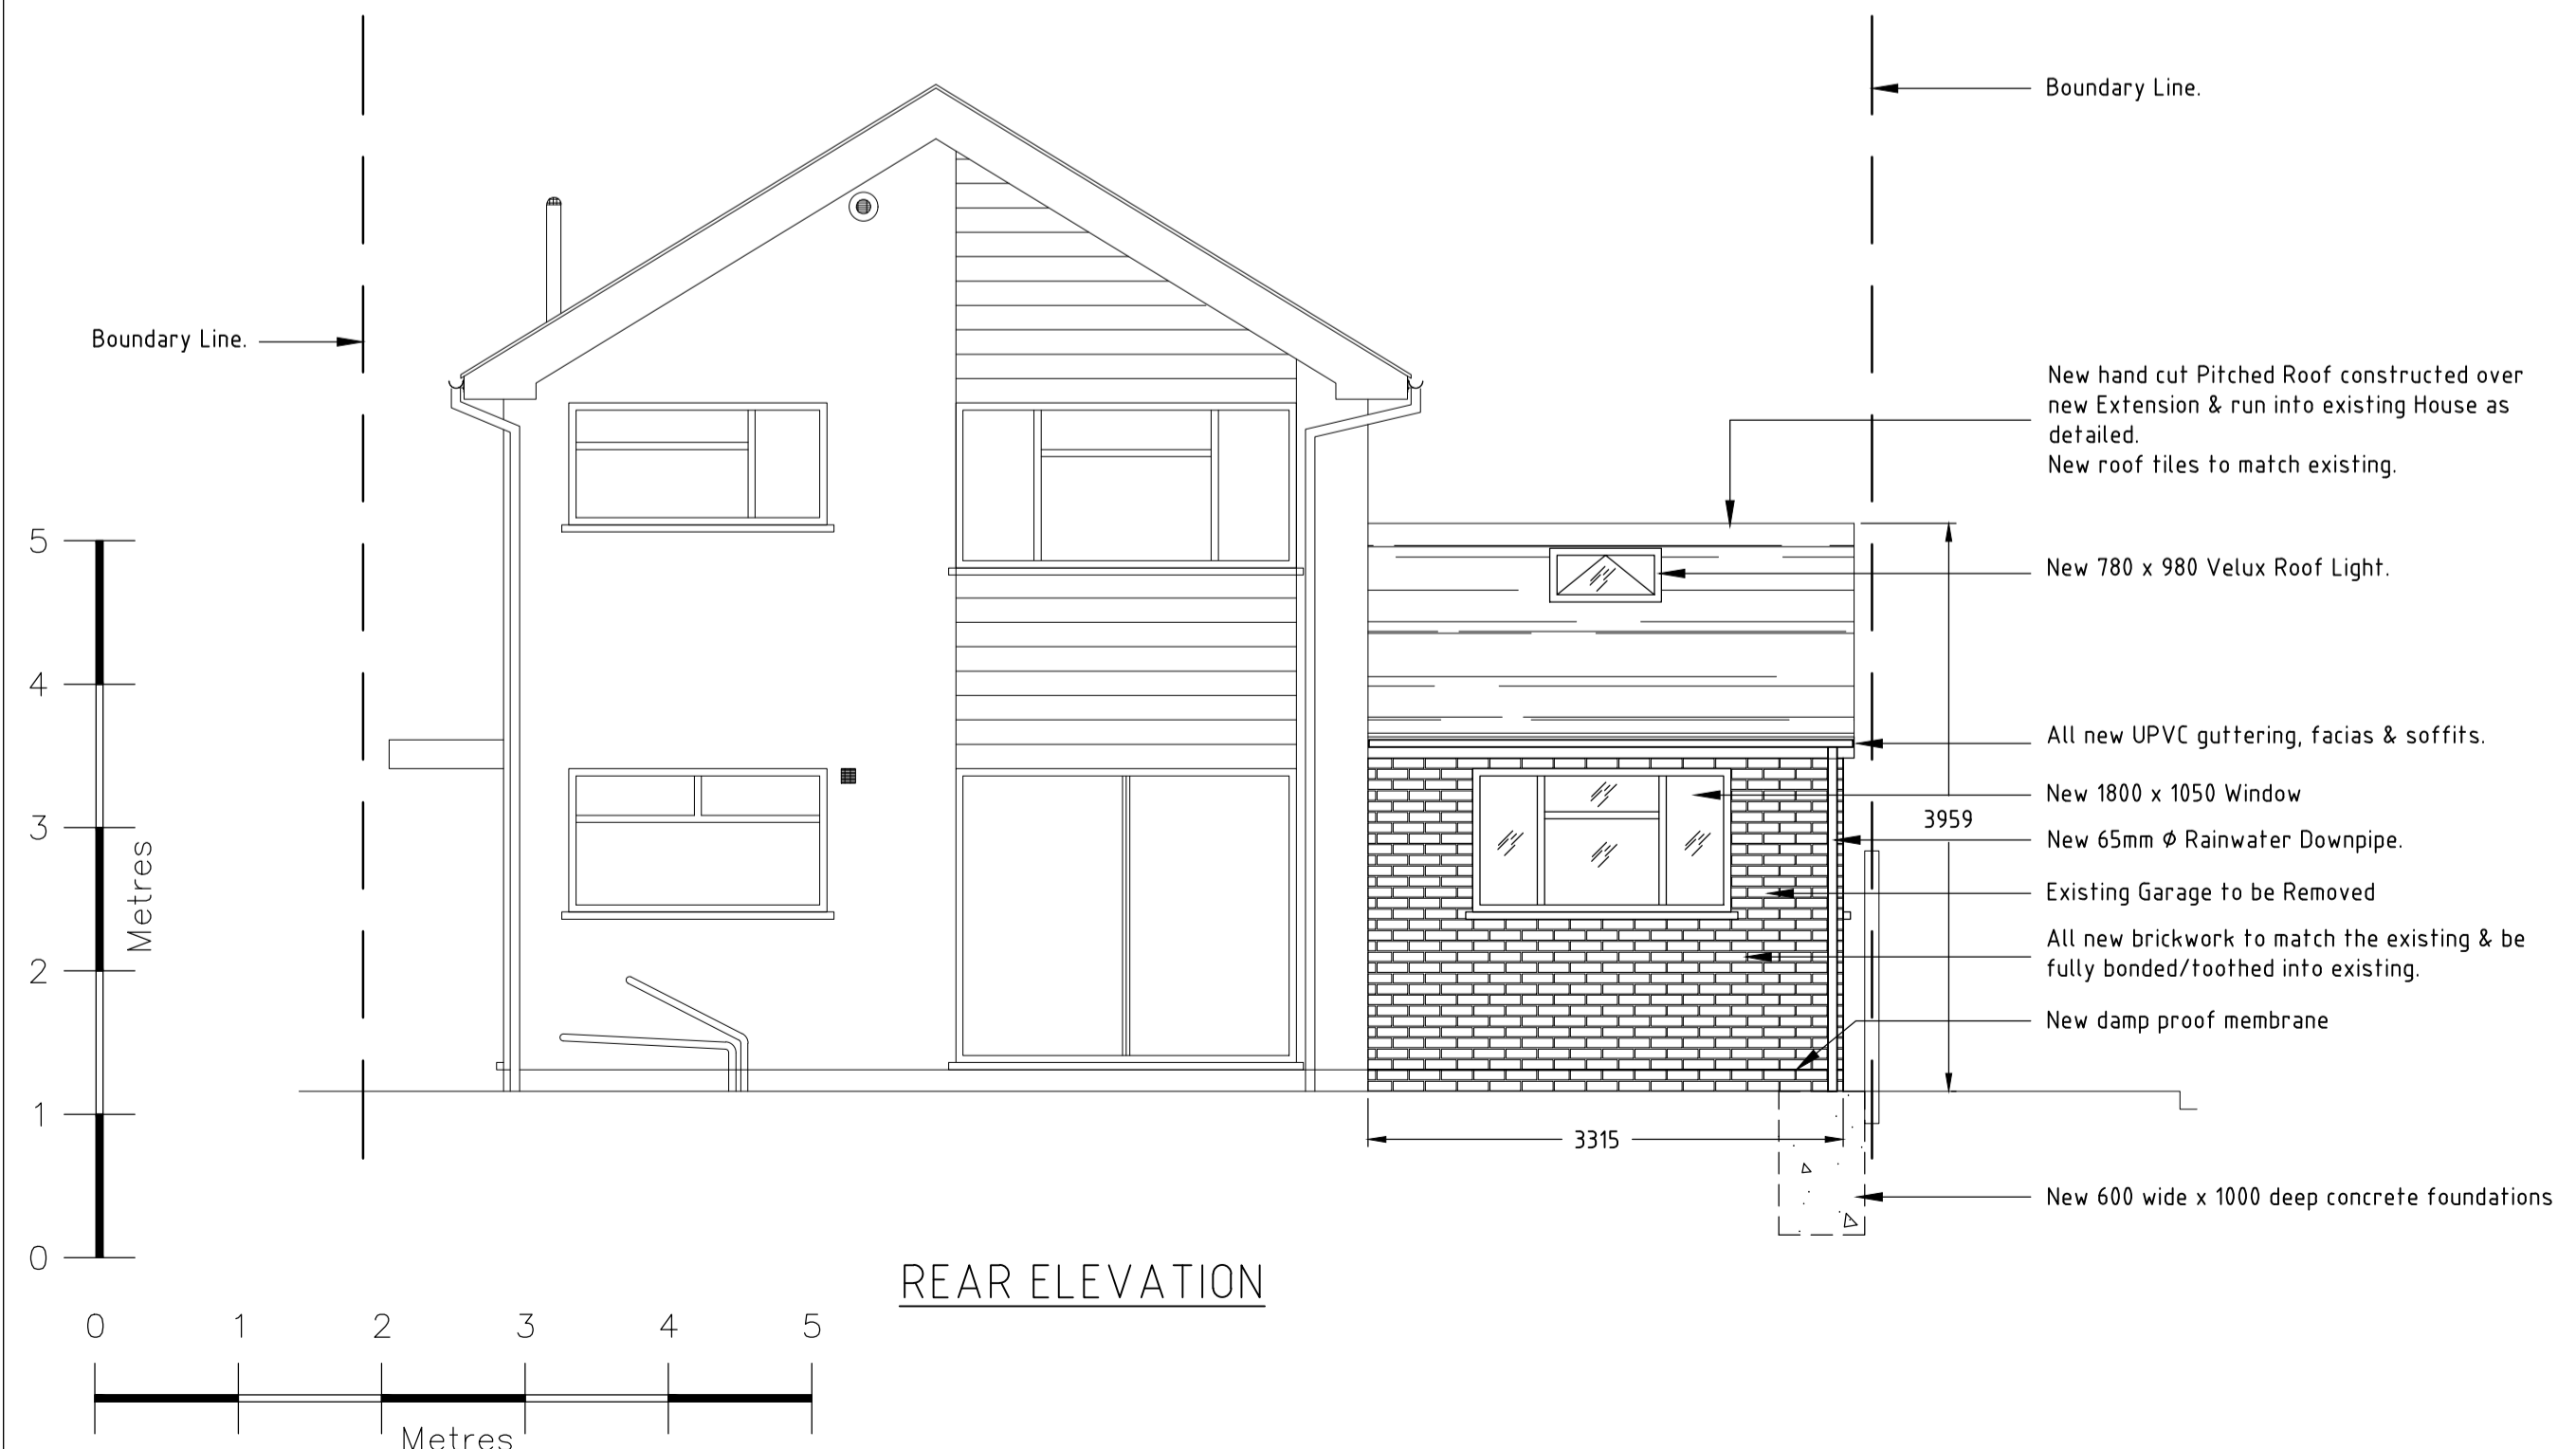 Boundary Line.
Boundary Line.
New hand cut Pitched Roof constructed over
new Extension & run into existing House as
detailed.
New roof tiles to match existing.
New 780 x 980 Velux Roof Light.
All new UPVC guttering, facias & soffits.
New 1800 x 1050 Window
3959
New 65mm Ø Rainwater Downpipe.
Existing Garage to be Removed
All new brickwork to match the existing & be
fully bonded/toothed into existing.
New damp proof membrane
3315
New 600 wide x 1000 deep concrete foundations
5
4
3
2
1
0
Metres
REAR ELEVATION
0 1 2 3 4 5
Metres